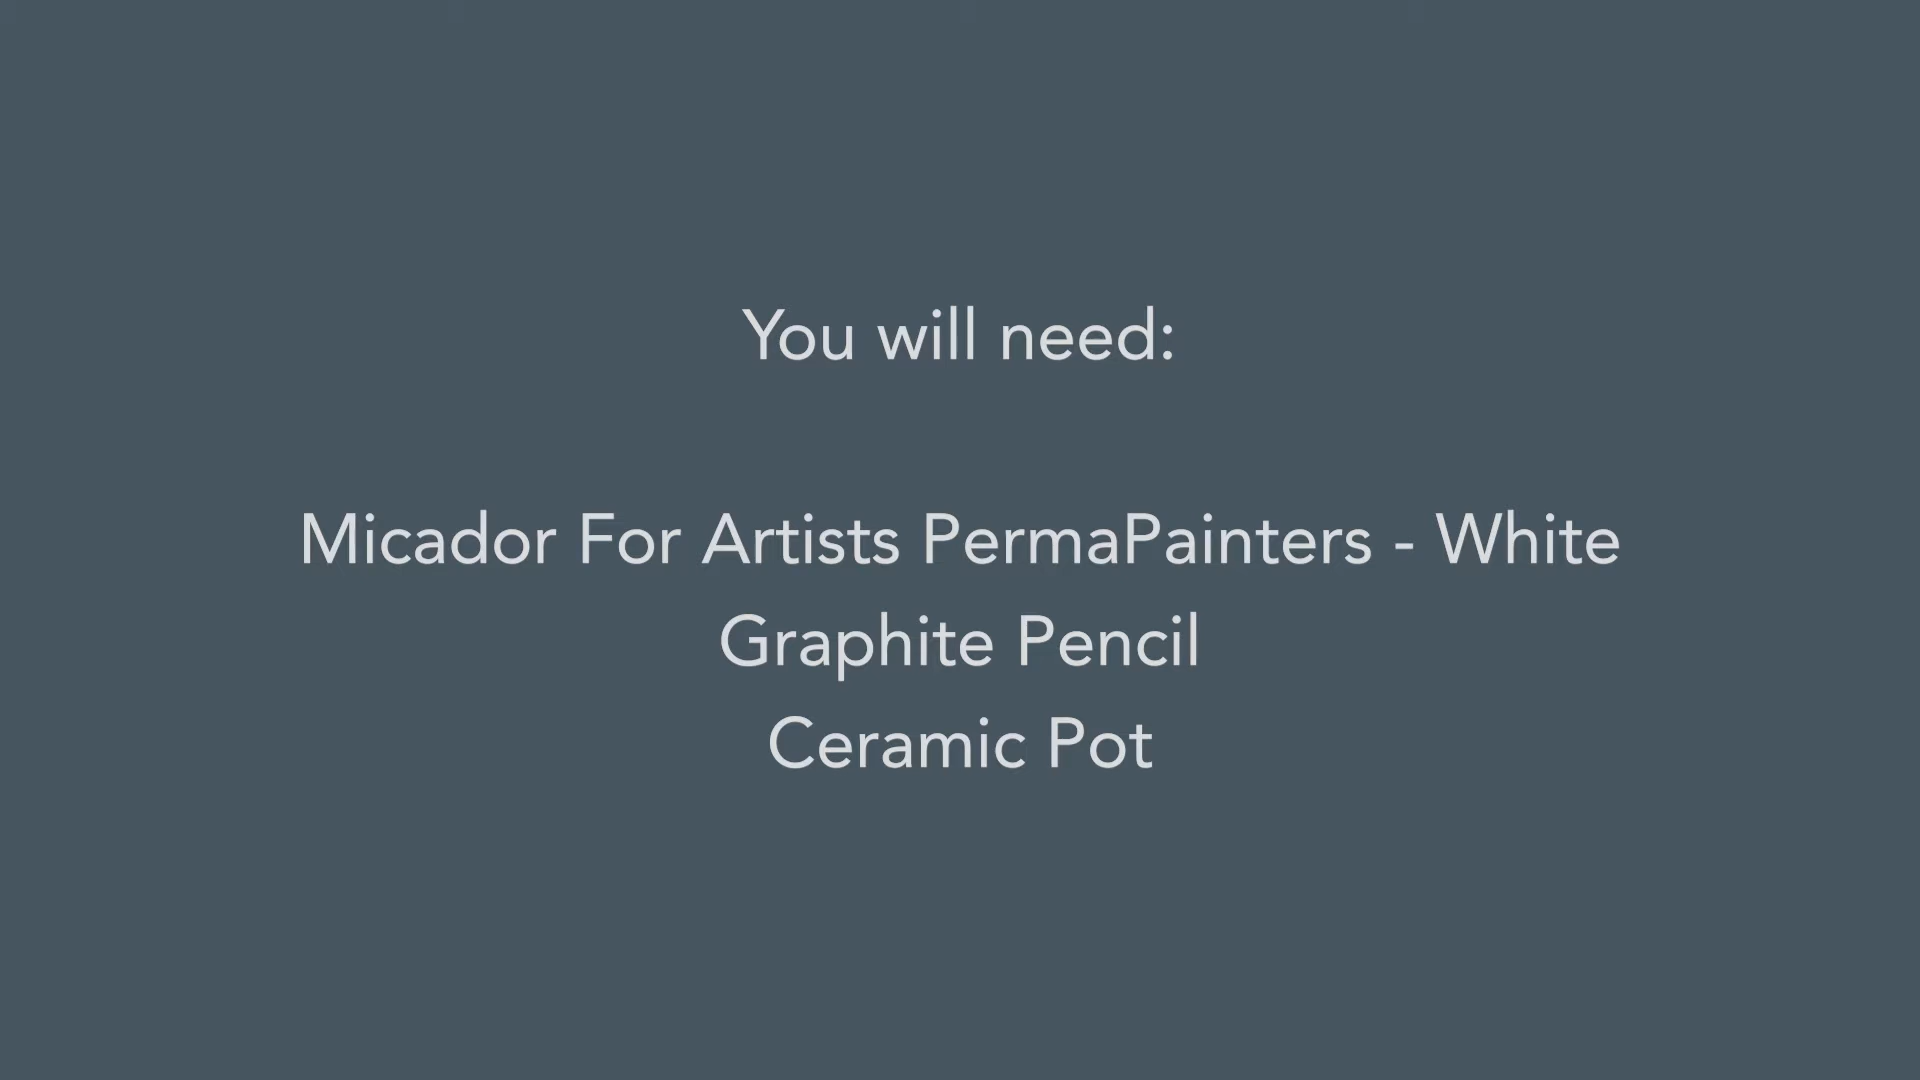 You will need:
Micador For Artists PermaPainters - White
Graphite Pencil
Ceramic Pot